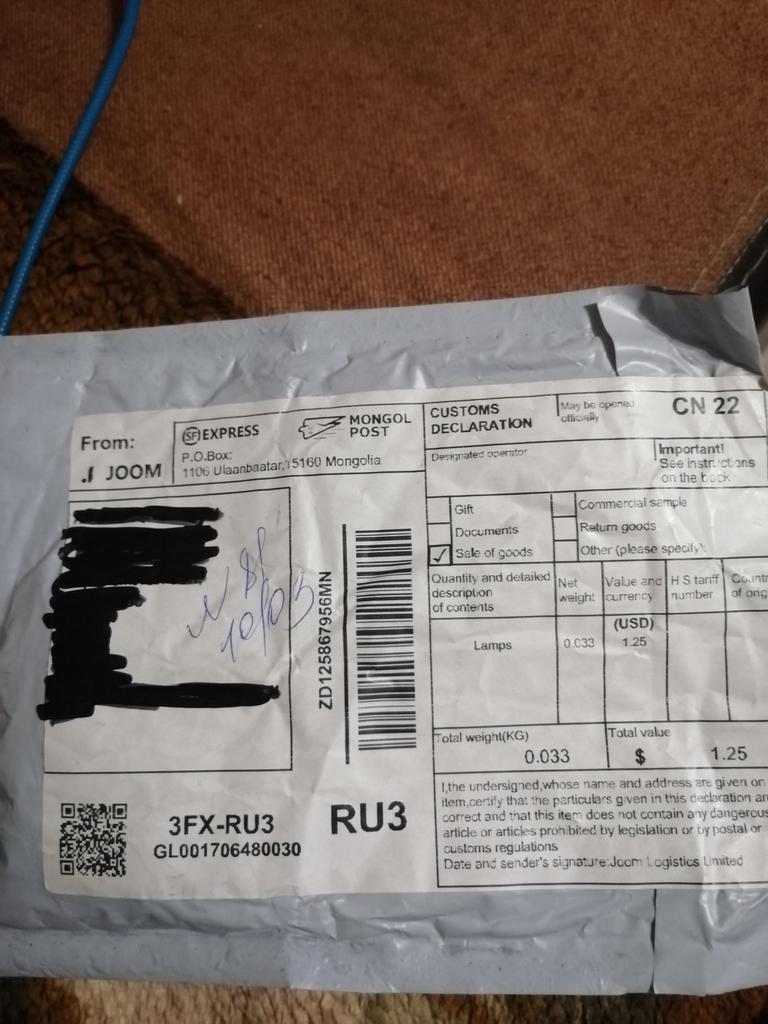 From:
JOOM
SF EXPRESS
MONGOL
POST
P.O.Box:
1106 Ulaanbaatar,15160 Mongolia
CUSTOMS
DECLARATION
May be opened
officially
CN 22
Designated operator
Important!
See instructions
on the back
Gift
Documents
✓ Sale of goods
Commercial sample
Return goods
Other (please specify):
Quantity and detailed
description
of contents
Net
weight
Value and
currency
H S tariff
number
of orig
(USD)
Lamps 0.033 1.25
Total weight(KG)
0.033
Total value
$ 1.25
I,the undersigned,whose name and address are given on
item,certify that the particulars given in this declaration
correct and that this item does not contain any dangerous
article or articles prohibited by legislation or by postal or
customs regulations
Date and sender's signature:Joom Logistics Limited
10/03
ZD125867956MN
3FX-RU3
GL001706480030
RU3